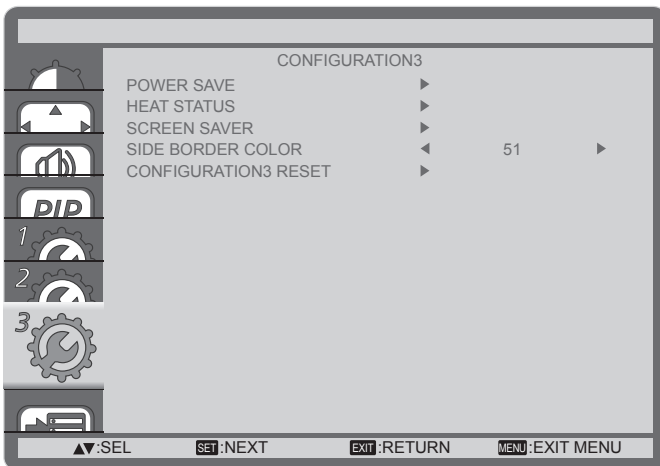 CONFIGURATION3
POWER SAVE
HEAT STATUS
SCREEN SAVER
SIDE BORDER COLOR 51
CONFIGURATION3 RESET
PIP
1
2
3
:SEL SET:NEXT EXIT:RETURN MENU:EXIT MENU